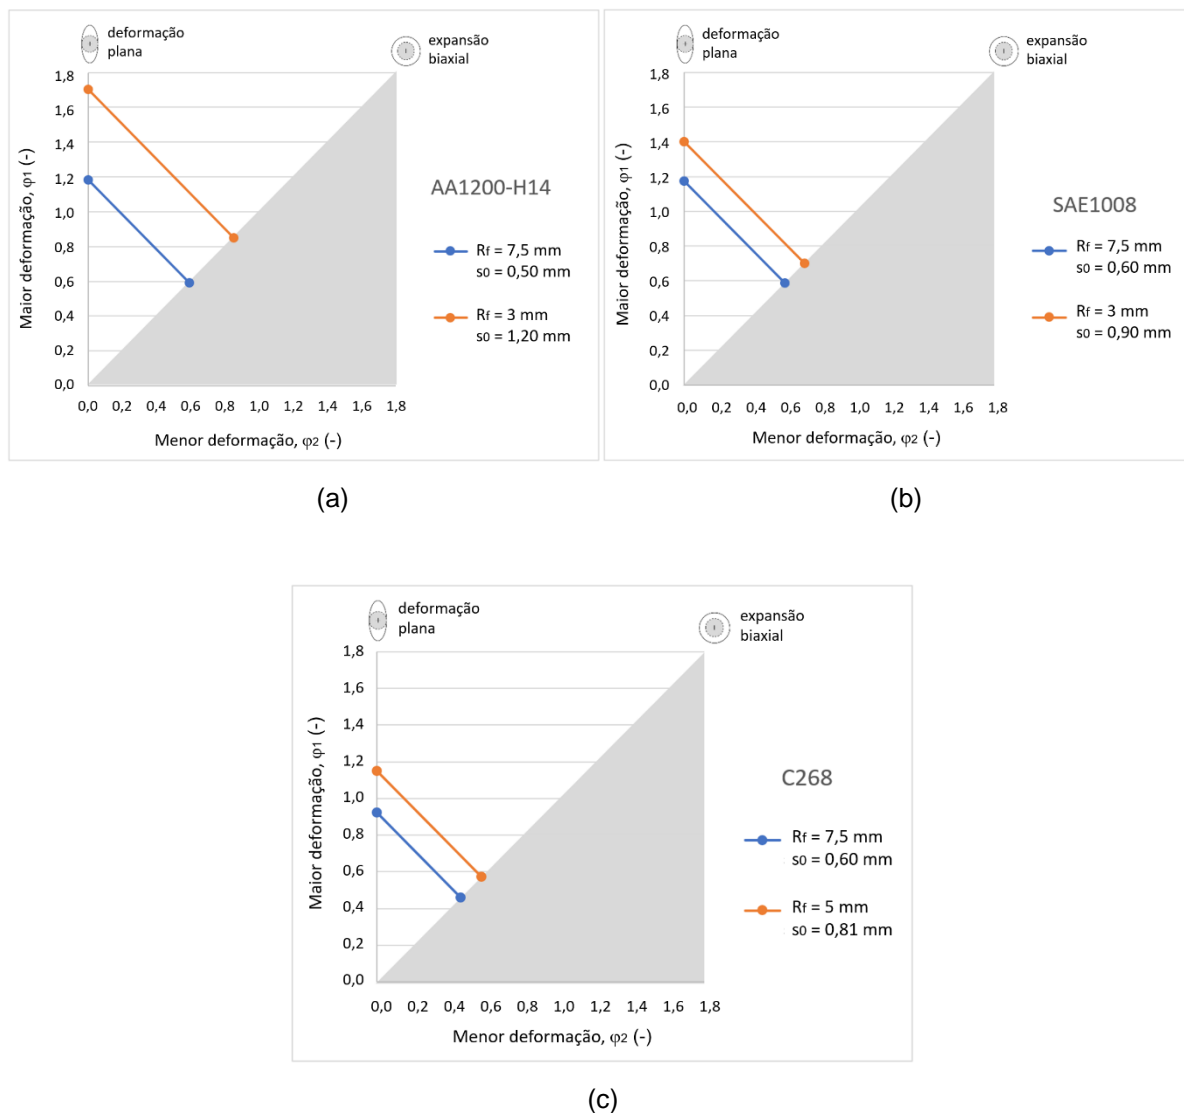 deformação
plana
expansão
biaxial
1,8
1,6
1,4
1,2
1,0
0,8
0,6
0,4
0,2
0,0
Maior deformação, φ1 (-)
0,0 0,2 0,4 0,6 0,8 1,0 1,2 1,4 1,6 1,8
Menor deformação, φ2 (-)
AA1200-H14
Rf = 7,5 mm
s0 = 0,50 mm
Rf = 3 mm
s0 = 1,20 mm
(a)
deformação
plana
expansão
biaxial
1,8
1,6
1,4
1,2
1,0
0,8
0,6
0,4
0,2
0,0
Maior deformação, φ1 (-)
0,0 0,2 0,4 0,6 0,8 1,0 1,2 1,4 1,6 1,8
Menor deformação, φ2 (-)
SAE1008
Rf = 7,5 mm
s0 = 0,60 mm
Rf = 3 mm
s0 = 0,90 mm
(b)
deformação
plana
expansão
biaxial
1,8
1,6
1,4
1,2
1,0
0,8
0,6
0,4
0,2
0,0
Maior deformação, φ1 (-)
0,0 0,2 0,4 0,6 0,8 1,0 1,2 1,4 1,6 1,8
Menor deformação, φ2 (-)
C268
Rf = 7,5 mm
s0 = 0,60 mm
Rf = 5 mm
s0 = 0,81 mm
(c)